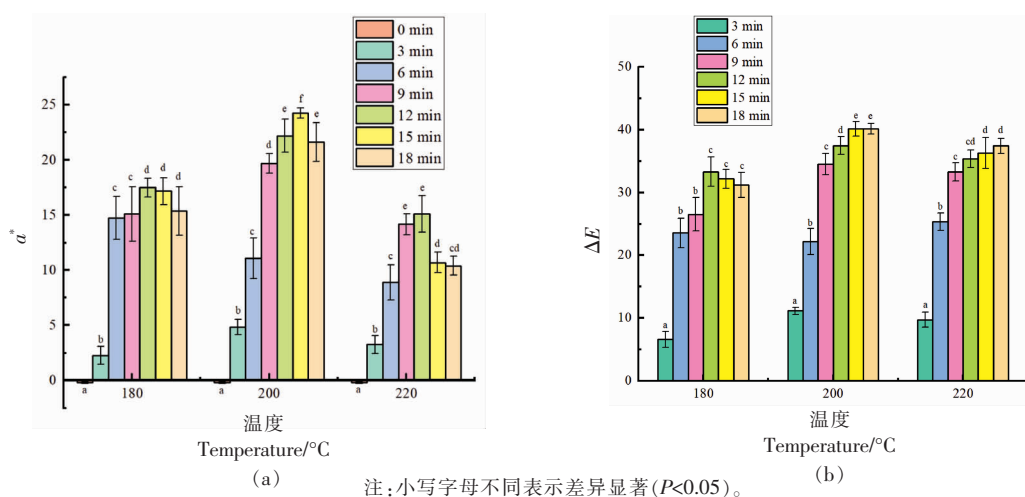 0 min
3 min
6 min
9 min
12 min
15 min
18 min
25
20
15
10
5
0
a*
a b c c d d d
a b c d e f e
a b c e e d cd
180 200 220
温度
Temperature/°C
(a)
3 min
6 min
9 min
12 min
15 min
18 min
50
40
30
20
10
0
ΔE
a b b c c c
a b c d e e
a b c cd d d
180 200 220
温度
Temperature/°C
(b)
注:小写字母不同表示差异显著(P<0.05)。